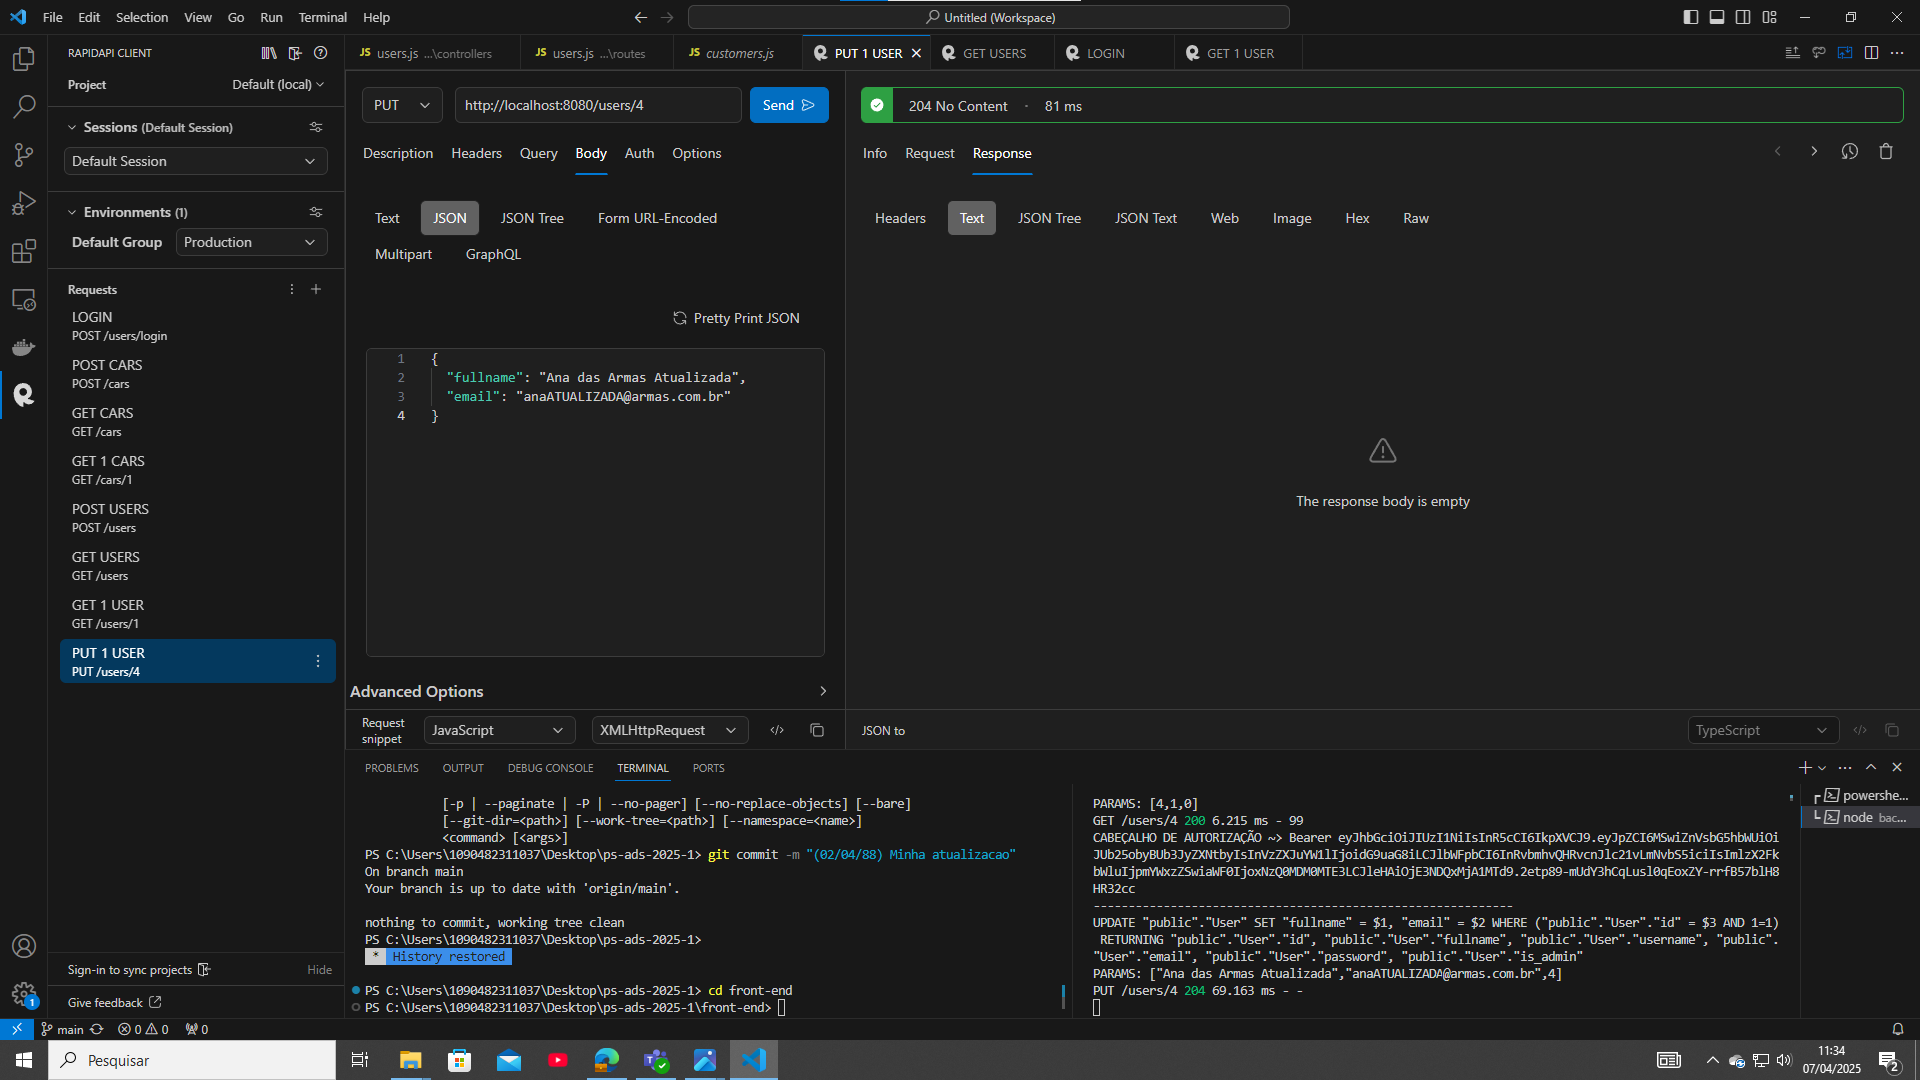 File Edit Selection View Go Run Terminal Help
Untitled (Workspace)
RAPIDAPI CLIENT
Project Default (local)
Sessions (Default Session)
Default Session
Environments (1)
Default Group Production
Requests
LOGIN
POST /users/login
POST CARS
POST /cars
GET CARS
GET /cars
GET 1 CARS
GET /cars/1
POST USERS
POST /users
GET USERS
GET /users
GET 1 USER
GET /users/1
PUT 1 USER
PUT /users/4
Sign-in to sync projects Hide
Give feedback
JS users.js ...\controllers JS users.js ...\routes JS customers.js PUT 1 USER GET USERS LOGIN GET 1 USER
PUT http://localhost:8080/users/4 Send
Description Headers Query Body Auth Options
Text JSON JSON Tree Form URL-Encoded
Multipart GraphQL
Pretty Print JSON
1 {
2 "fullname": "Ana das Armas Atualizada",
3 "email": "anaATUALIZADA@armas.com.br"
4 }
Advanced Options
Request snippet JavaScript XMLHttpRequest
204 No Content · 81 ms
Info Request Response
Headers Text JSON Tree JSON Text Web Image Hex Raw
The response body is empty
JSON to TypeScript
PROBLEMS OUTPUT DEBUG CONSOLE TERMINAL PORTS
[-p | --paginate | -P | --no-pager] [--no-replace-objects] [--bare]
[--git-dir=<path>] [--work-tree=<path>] [--namespace=<name>]
<command> [<args>]
PS C:\Users\1090482311037\Desktop\ps-ads-2025-1> git commit -m "(02/04/88) Minha atualizacao"
On branch main
Your branch is up to date with 'origin/main'.
nothing to commit, working tree clean
PS C:\Users\1090482311037\Desktop\ps-ads-2025-1>
* History restored
PS C:\Users\1090482311037\Desktop\ps-ads-2025-1> cd front-end
PS C:\Users\1090482311037\Desktop\ps-ads-2025-1\front-end>
PARAMS: [4,1,0]
GET /users/4 200 6.215 ms - 99
CABEÇALHO DE AUTORIZAÇÃO ~> Bearer
------------------------------------------------------------
UPDATE "public"."User" SET "fullname" = $1, "email" = $2 WHERE ("public"."User"."id" = $3 AND 1=1)
RETURNING "public"."User"."id", "public"."User"."fullname", "public"."User"."username", "public".
"User"."email", "public"."User"."password", "public"."User"."is_admin"
PARAMS: ["Ana das Armas Atualizada","anaATUALIZADA@armas.com.br",4]
PUT /users/4 204 69.163 ms - -
powershe...
node bac...
main 0 0 0
1
Pesquisar
11:34
07/04/2025
2